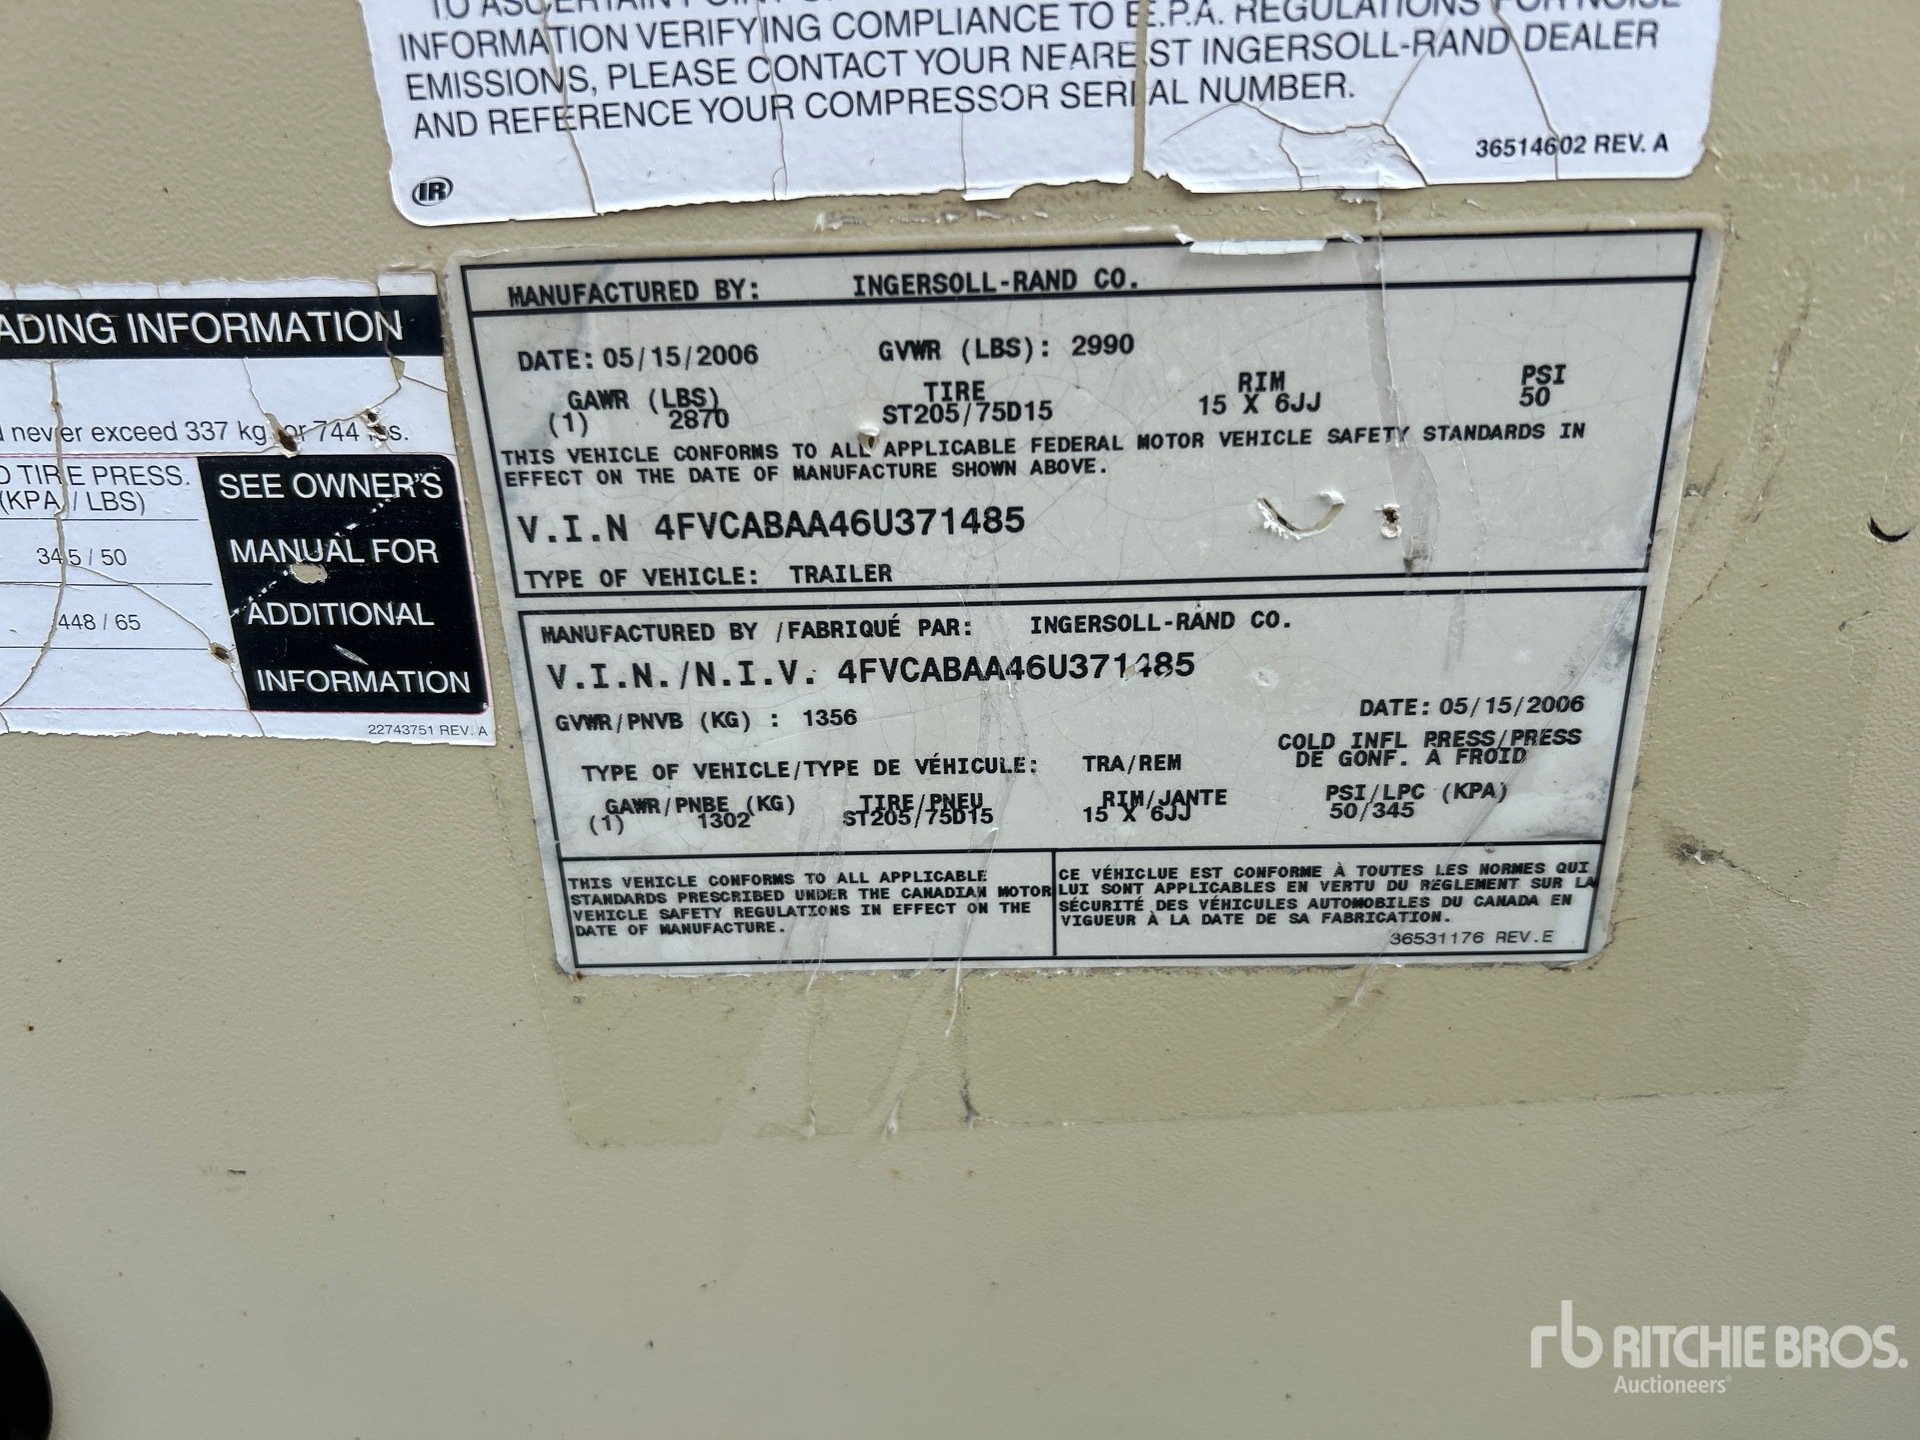 TO ASCERTAIN
INFORMATION VERIFYING COMPLIANCE TO E.P.A. REGULATIONS FOR NOISE
EMISSIONS, PLEASE CONTACT YOUR NEAREST INGERSOLL-RAND DEALER
AND REFERENCE YOUR COMPRESSOR SERIAL NUMBER.
36514602 REV. A
IR
ADING INFORMATION
never exceed 337 kg or 744 lbs.
TIRE PRESS.
(KPA / LBS)
345 / 50
448 / 65
SEE OWNER'S
MANUAL FOR
ADDITIONAL
INFORMATION
22743751 REV. A
MANUFACTURED BY: INGERSOLL-RAND CO.
DATE: 05/15/2006 GVWR (LBS): 2990
GAWR (LBS) TIRE RIM PSI
(1) 2870 ST205/75D15 15 X 6JJ 50
THIS VEHICLE CONFORMS TO ALL APPLICABLE FEDERAL MOTOR VEHICLE SAFETY STANDARDS IN
EFFECT ON THE DATE OF MANUFACTURE SHOWN ABOVE.
V.I.N 4FVCABAA46U371485
TYPE OF VEHICLE: TRAILER
MANUFACTURED BY /FABRIQUÉ PAR: INGERSOLL-RAND CO.
V.I.N./N.I.V. 4FVCABAA46U371485
GVWR/PNVB (KG) : 1356 DATE: 05/15/2006
COLD INFL PRESS/PRESS
DE GONF. A FROID
TYPE OF VEHICLE/TYPE DE VÉHICULE: TRA/REM
GAWR/PNBE (KG) TIRE/PNEU RIM/JANTE PSI/LPC (KPA)
(1) 1302 ST205/75D15 15 X 6JJ 50/345
THIS VEHICLE CONFORMS TO ALL APPLICABLE
STANDARDS PRESCRIBED UNDER THE CANADIAN MOTOR
VEHICLE SAFETY REGULATIONS IN EFFECT ON THE
DATE OF MANUFACTURE.
CE VÉHICLUE EST CONFORME À TOUTES LES NORMES QUI
LUI SONT APPLICABLES EN VERTU DU RÉGLEMENT SUR LA
SÉCURITÉ DES VÉHICULES AUTOMOBILES DU CANADA EN
VIGUEUR À LA DATE DE SA FABRICATION.
36531176 REV.E
rb RITCHIE BROS.
Auctioneers